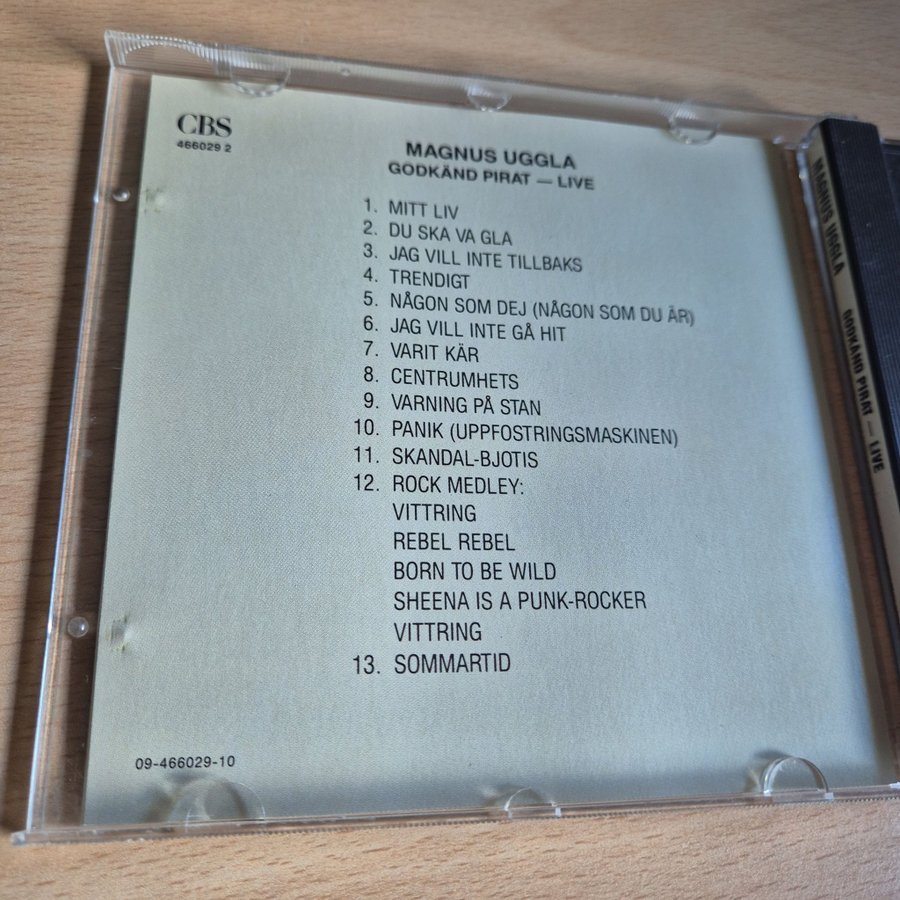 CBS
466029 2
MAGNUS UGGLA
GODKÄND PIRAT — LIVE
1. MITT LIV
2. DU SKA VA GLA
3. JAG VILL INTE TILLBAKS
4. TRENDIGT
5. NÅGON SOM DEJ (NÅGON SOM DU ÄR)
6. JAG VILL INTE GÅ HIT
7. VARIT KÄR
8. CENTRUMHETS
9. VARNING PÅ STAN
10. PANIK (UPPFOSTRINGSMASKINEN)
11. SKANDAL-BJOTIS
12. ROCK MEDLEY:
VITTRING
REBEL REBEL
BORN TO BE WILD
SHEENA IS A PUNK-ROCKER
VITTRING
13. SOMMARTID
09-466029-10
MAGNUS UGGLA GODKÄND PIRAT — LIVE